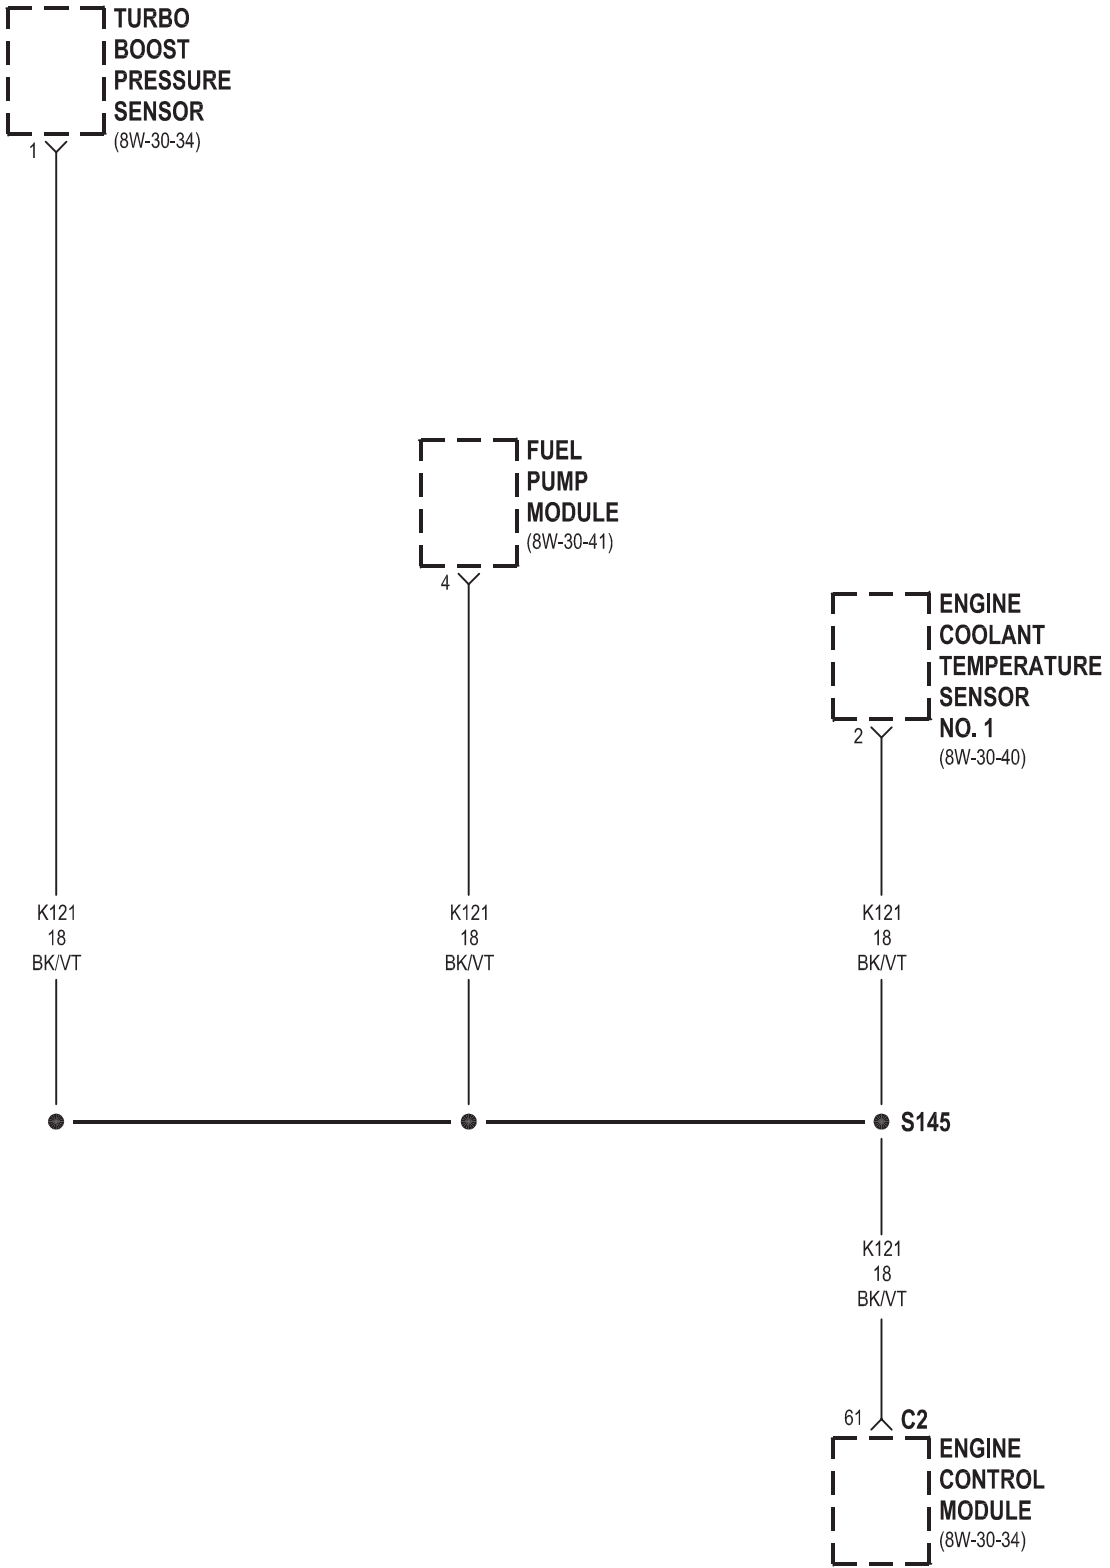 TURBO
BOOST
PRESSURE
SENSOR
(8W-30-34)
1
FUEL
PUMP
MODULE
(8W-30-41)
4
ENGINE
COOLANT
TEMPERATURE
SENSOR
NO. 1
(8W-30-40)
2
K121
18
BK/VT
K121
18
BK/VT
K121
18
BK/VT
S145
K121
18
BK/VT
61
C2
ENGINE
CONTROL
MODULE
(8W-30-34)